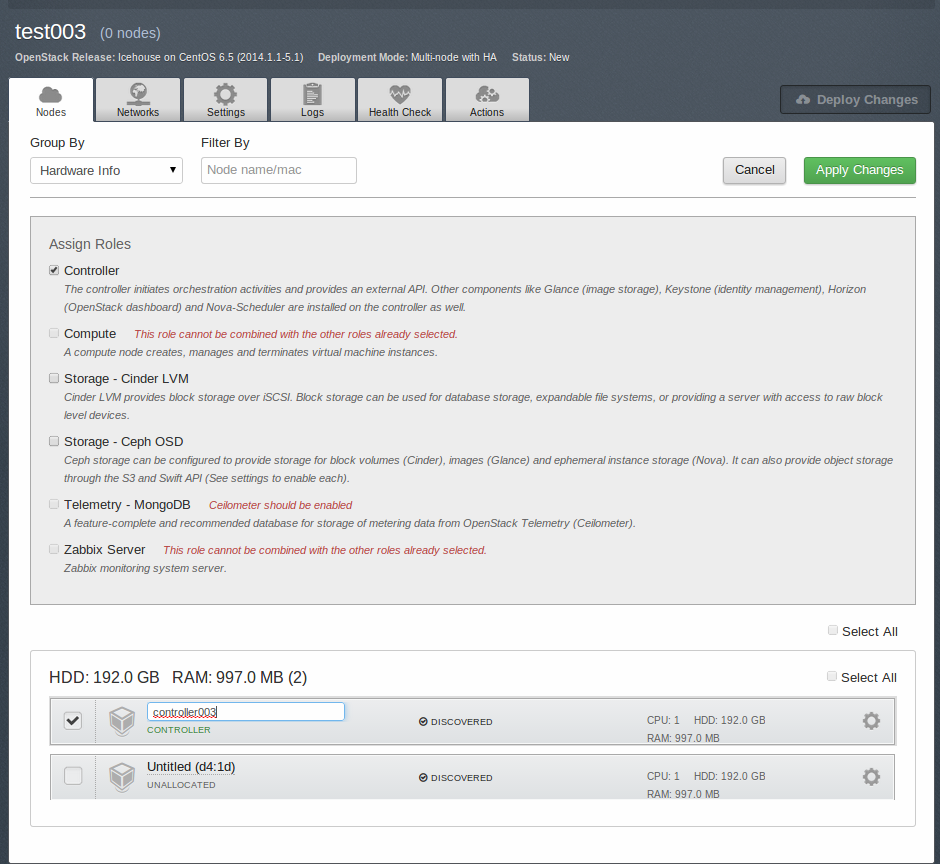 test003 (0 nodes)
OpenStack Release: Icehouse on CentOS 6.5 (2014.1.1-5.1) Deployment Mode: Multi-node with HA Status: New
Nodes Networks Settings Logs Health Check Actions Deploy Changes
Group By Filter By
Hardware Info Node name/mac Cancel Apply Changes
Assign Roles
Controller
The controller initiates orchestration activities and provides an external API. Other components like Glance (image storage), Keystone (identity management), Horizon
(OpenStack dashboard) and Nova-Scheduler are installed on the controller as well.
Compute This role cannot be combined with the other roles already selected.
A compute node creates, manages and terminates virtual machine instances.
Storage - Cinder LVM
Cinder LVM provides block storage over iSCSI. Block storage can be used for database storage, expandable file systems, or providing a server with access to raw block
level devices.
Storage - Ceph OSD
Ceph storage can be configured to provide storage for block volumes (Cinder), images (Glance) and ephemeral instance storage (Nova). It can also provide object storage
through the S3 and Swift API (See settings to enable each).
Telemetry - MongoDB Ceilometer should be enabled
A feature-complete and recommended database for storage of metering data from OpenStack Telemetry (Ceilometer).
Zabbix Server This role cannot be combined with the other roles already selected.
Zabbix monitoring system server.
Select All
HDD: 192.0 GB RAM: 997.0 MB (2) Select All
controller003
CONTROLLER
DISCOVERED
CPU: 1 HDD: 192.0 GB
RAM: 997.0 MB
Untitled (d4:1d)
UNALLOCATED
DISCOVERED
CPU: 1 HDD: 192.0 GB
RAM: 997.0 MB